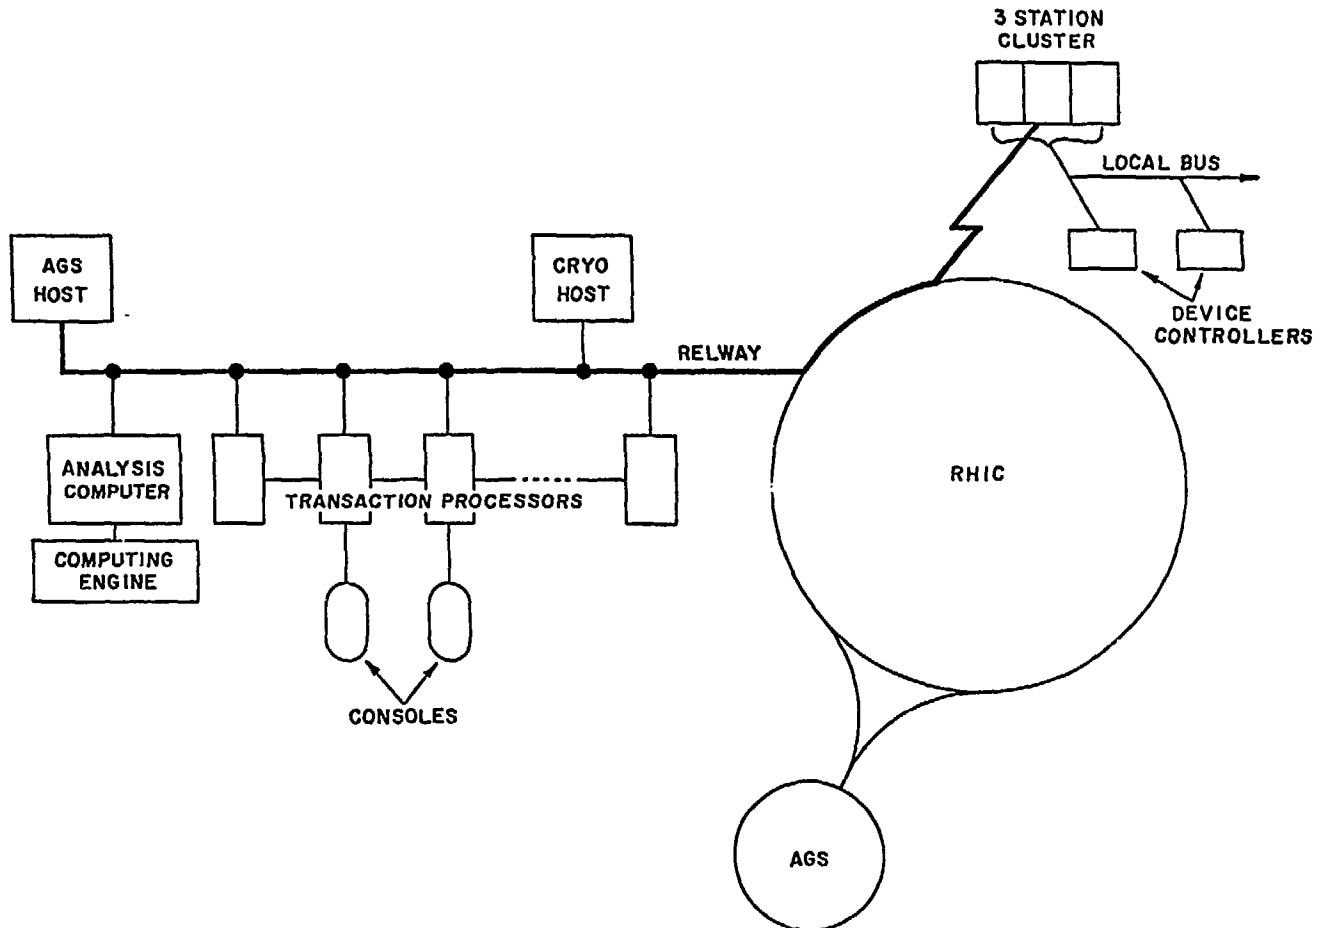 3 STATION
CLUSTER
LOCAL BUS
AGS
HOST
CRYO
HOST
DEVICE
CONTROLLERS
RELWAY
ANALYSIS
COMPUTER
RHIC
TRANSACTION PROCESSORS
COMPUTING
ENGINE
CONSOLES
AGS